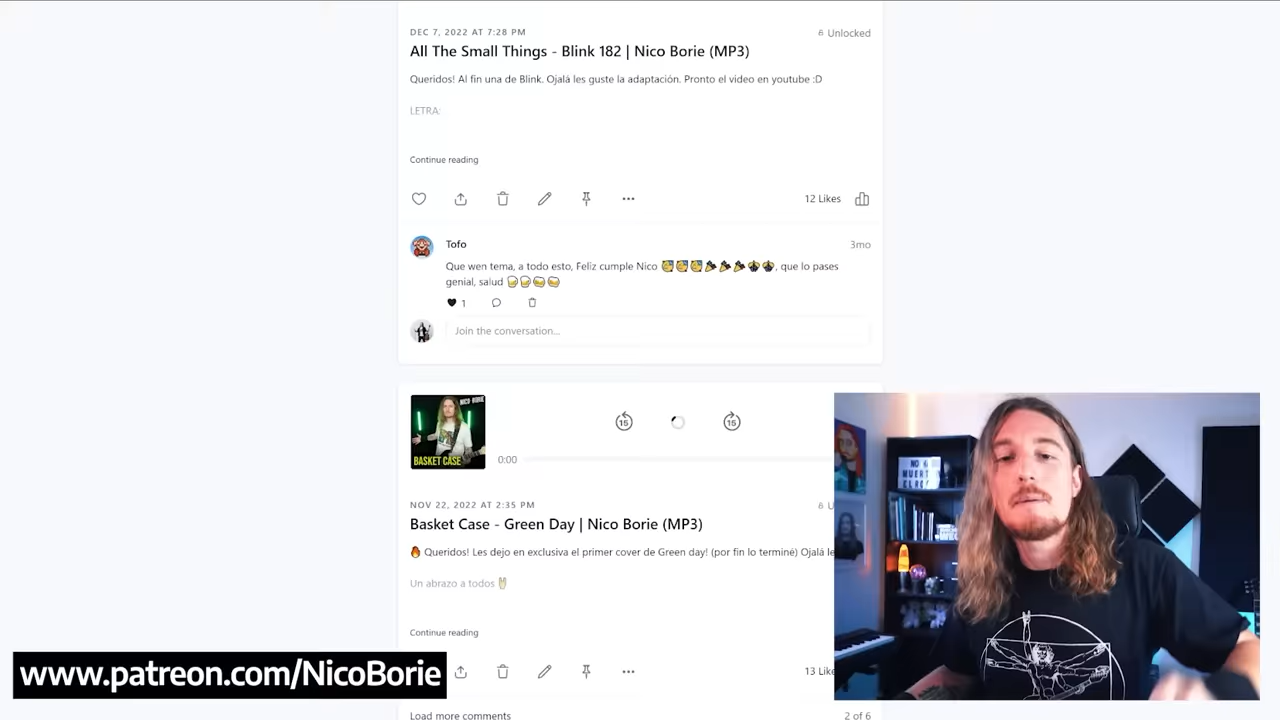 DEC 7, 2022 AT 7:28 PM
Unlocked
All The Small Things - Blink 182 | Nico Borie (MP3)
Queridos! Al fin una de Blink. Ojalá les guste la adaptación. Pronto el video en youtube :D
LETRA:
Continue reading
12 Likes
Tofo
3mo
Que wen tema, a todo esto, Feliz cumple Nico 🥳🥳🥳🎉🎉🎉, que lo pases
genial, salud 🍺🍺🍻🍻
1
Join the conversation...
NICO BORIE
BASKET CASE
15
15
0:00
NOV 22, 2022 AT 2:35 PM
Basket Case - Green Day | Nico Borie (MP3)
🔥 Queridos! Les dejo en exclusiva el primer cover de Green day! (por fin lo terminé) Ojalá le
Un abrazo a todos 🤘
Continue reading
13 Like
Load more comments
2 of 6
www.patreon.com/NicoBorie